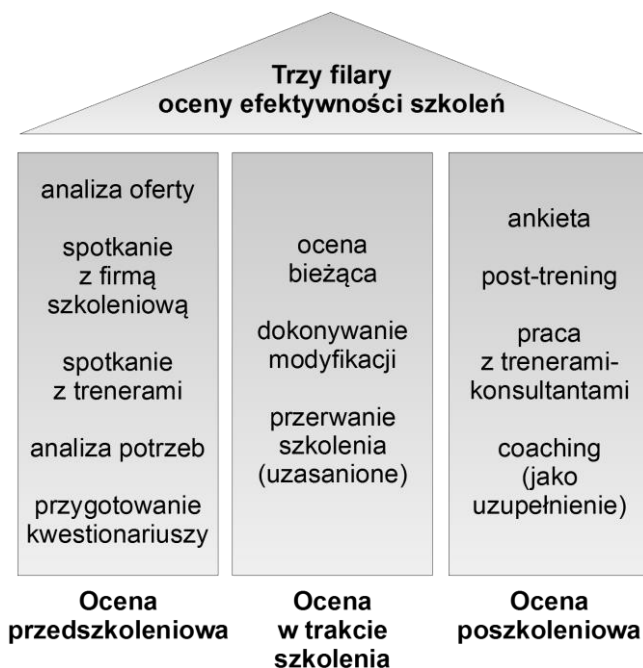 Trzy filary
oceny efektywności szkoleń
analiza oferty
spotkanie
z firmą
szkoleniową
spotkanie
z trenerami
analiza potrzeb
przygotowanie
kwestionariuszy
Ocena
przedszkoleniowa
ocena
bieżąca
dokonywanie
modyfikacji
przerwanie
szkolenia
(uzasanione)
Ocena
w trakcie
szkolenia
ankieta
post-trening
praca
z trenerami-
konsultantami
coaching
(jako
uzupełnienie)
Ocena
poszkoleniowa